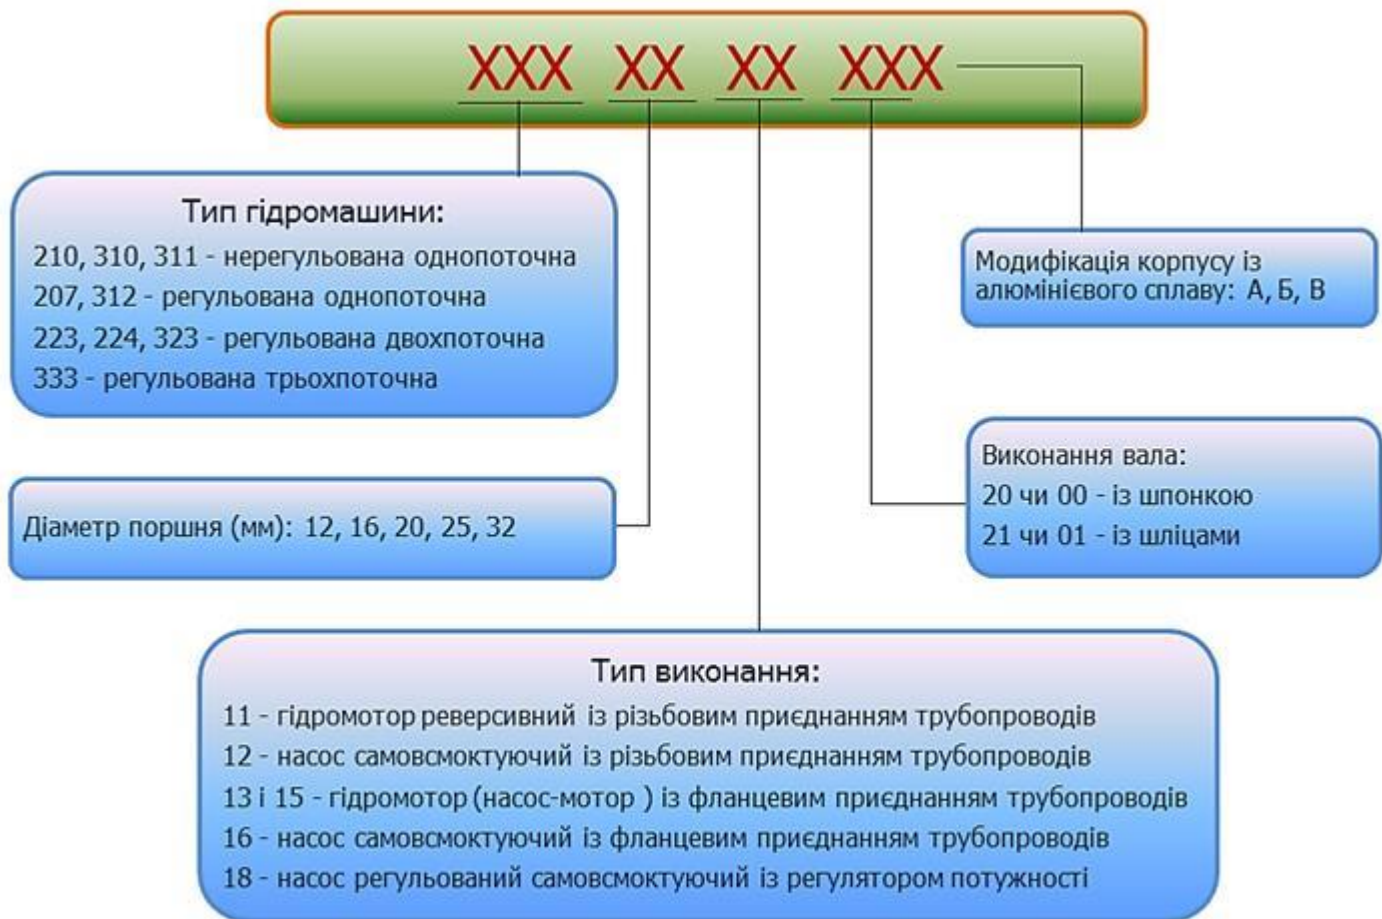 XXX XX XX XXX
Тип гідромашини:
210, 310, 311 - нерегульована однопоточна
207, 312 - регульована однопоточна
223, 224, 323 - регульована двохпоточна
333 - регульована трьохпоточна
Модифікація корпусу із
алюмінієвого сплаву: А, Б, В
Діаметр поршня (мм): 12, 16, 20, 25, 32
Виконання вала:
20 чи 00 - із шпонкою
21 чи 01 - із шліцами
Тип виконання:
11 - гідромотор реверсивний із різьбовим приєднанням трубопроводів
12 - насос самовсмоктуючий із різьбовим приєднанням трубопроводів
13 і 15 - гідромотор (насос-мотор ) із фланцевим приєднанням трубопроводів
16 - насос самовсмоктуючий із фланцевим приєднанням трубопроводів
18 - насос регульований самовсмоктуючий із регулятором потужності